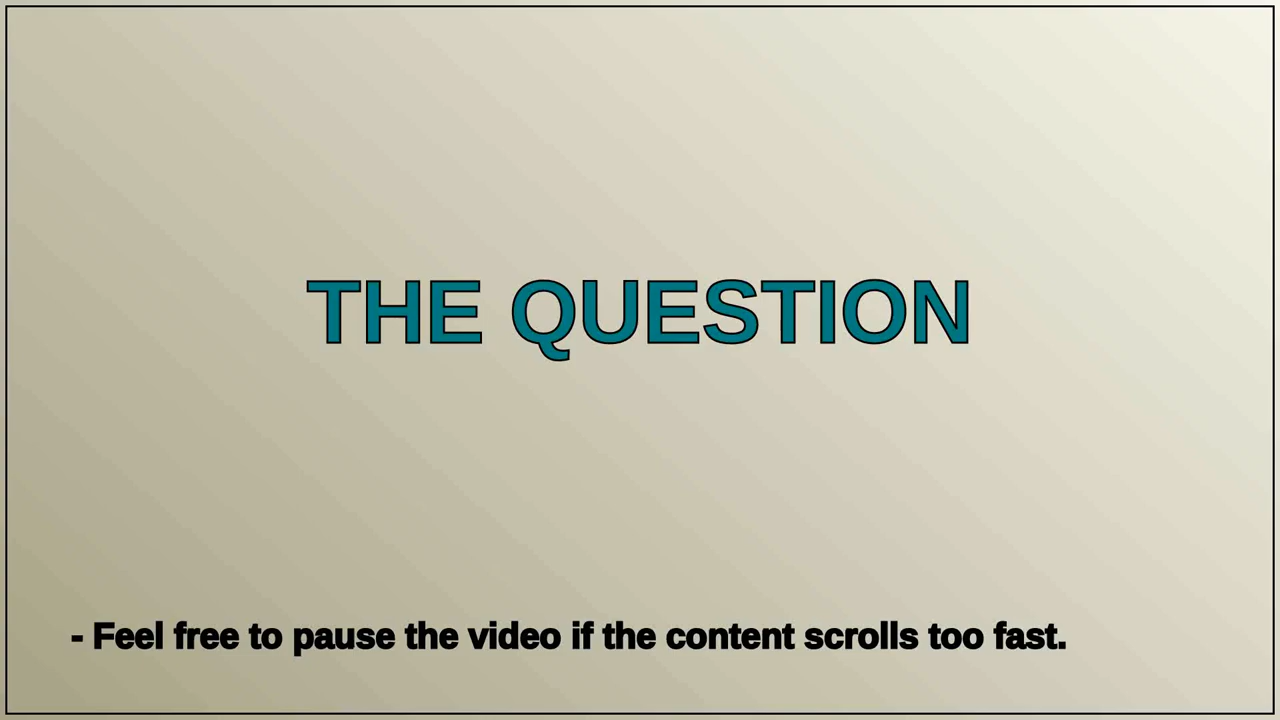 THE QUESTION
- Feel free to pause the video if the content scrolls too fast.